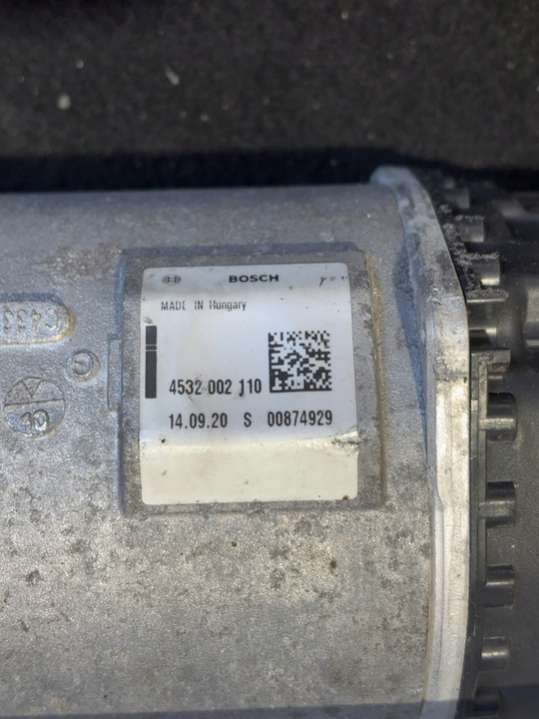 BOSCH
MADE IN Hungary
4532 002 110
14.09.20 S 00874929